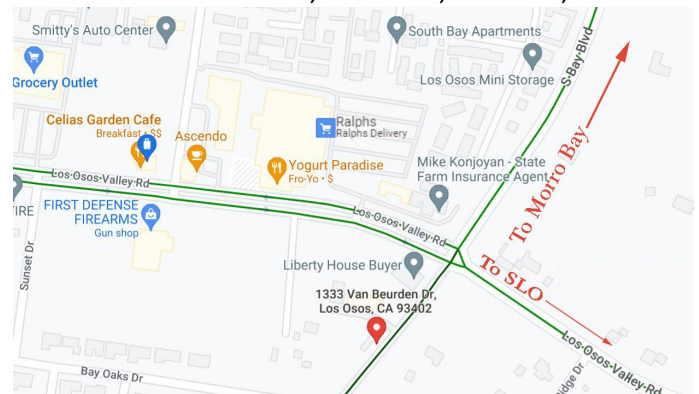 Smitty's Auto Center
South Bay Apartments
S Bay Blvd
Grocery Outlet
Los Osos Mini Storage
To Morro Bay
Celias Garden Cafe
Breakfast • $$
Ascendo
Ralphs
Ralphs Delivery
Yogurt Paradise
Fro-Yo • $
Mike Konjoyan - State
Farm Insurance Agent
Los Osos Valley Rd
FIRST DEFENSE
FIREARMS
Gun shop
IRE
Los Osos Valley Rd
Sunset Dr
Liberty House Buyer
To SLO
1333 Van Beurden Dr,
Los Osos, CA 93402
Los Osos Valley Rd
Bay Oaks Dr
idge Dr